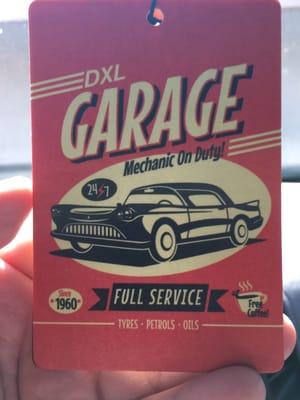 DXL
GARAGE
Mechanic On Duty!
24 7
FULL SERVICE
Since
1960
Free
Coffee!
TYRES • PETROLS • OILS